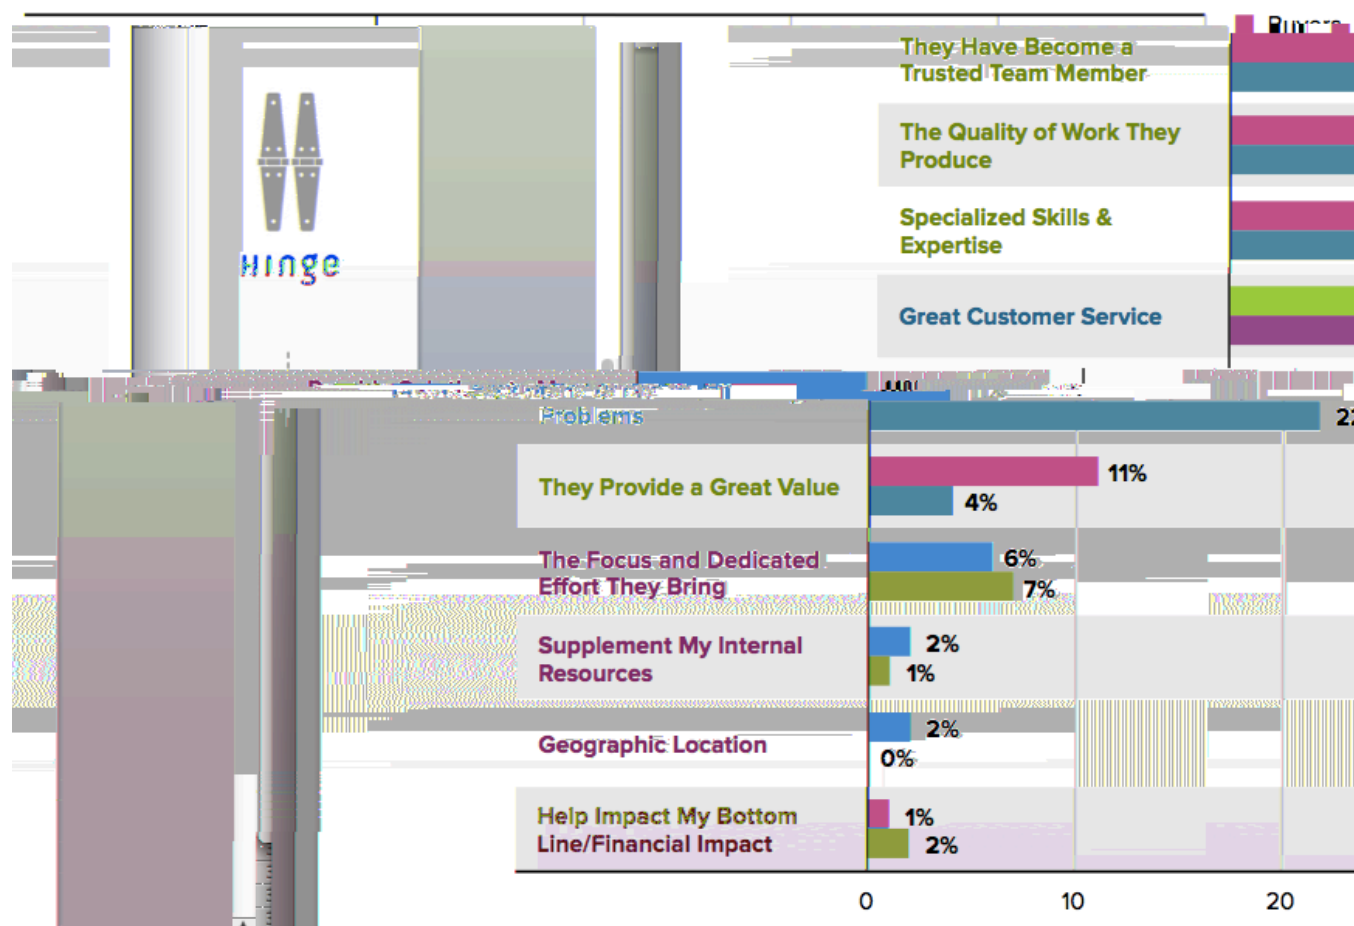 Buyers
They Have Become a
Trusted Team Member
The Quality of Work They
Produce
Specialized Skills &
Expertise
Hinge
Great Customer Service
Problems
They Provide a Great Value
11%
4%
The Focus and Dedicated
Effort They Bring
6%
7%
Supplement My Internal
Resources
2%
1%
Geographic Location
2%
0%
Help Impact My Bottom
Line/Financial Impact
1%
2%
0 10 20